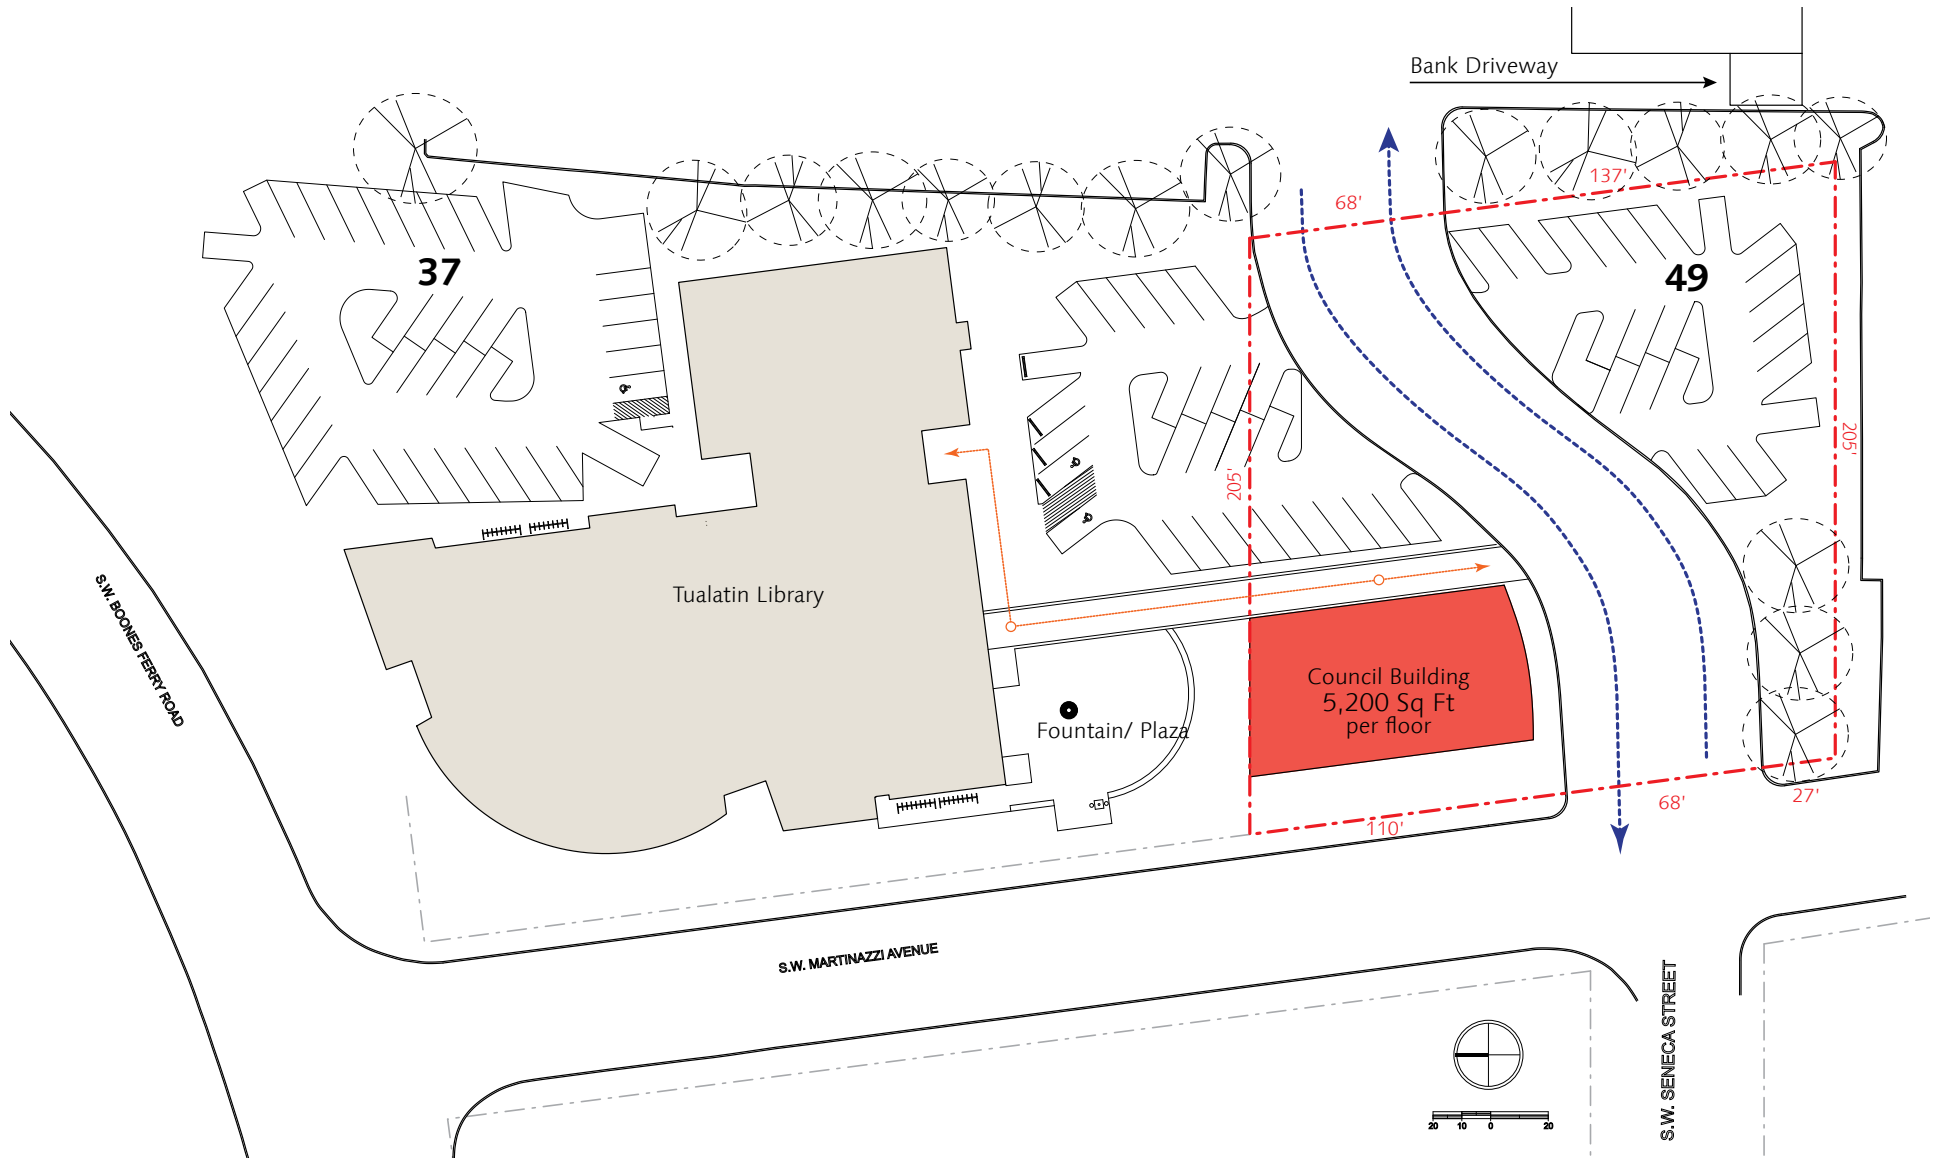 Bank Driveway
137'
68'
37
49
205'
205'
Tualatin Library
S.W. BOONES FERRY ROAD
Council Building
5,200 Sq Ft
per floor
Fountain/ Plaza
27'
68'
110'
S.W. MARTINAZZI AVENUE
S.W. SENECA STREET
20 10 0 20